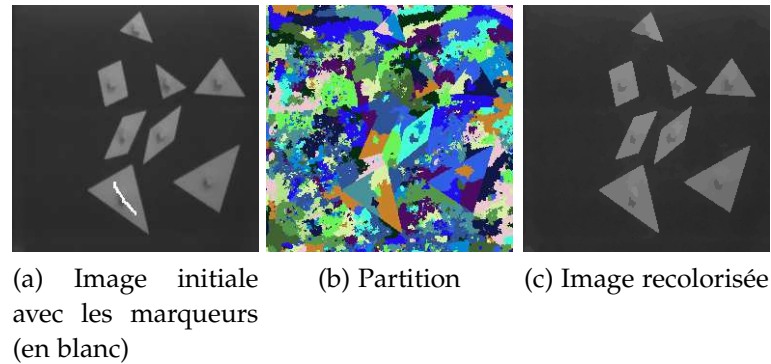 (a) Image initiale
avec les marqueurs
(en blanc)
(b) Partition
(c) Image recolorisée